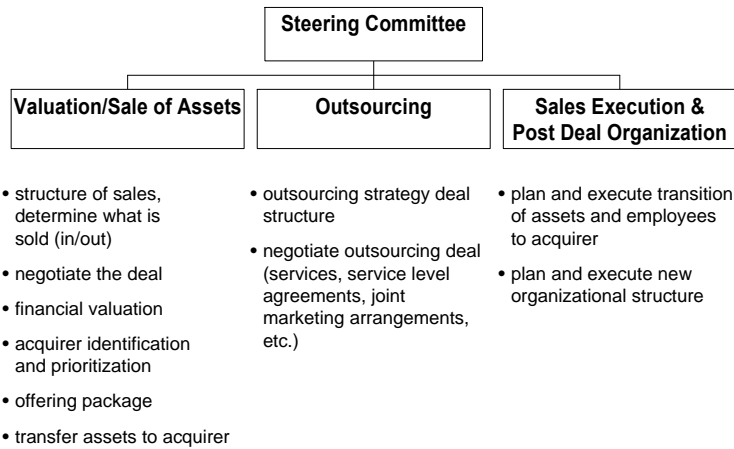 Steering Committee
Valuation/Sale of Assets
Outsourcing
Sales Execution &
Post Deal Organization
• structure of sales,
determine what is
sold (in/out)
• negotiate the deal
• financial valuation
• acquirer identification
and prioritization
• offering package
• transfer assets to acquirer
• outsourcing strategy deal
structure
• negotiate outsourcing deal
(services, service level
agreements, joint
marketing arrangements,
etc.)
• plan and execute transition
of assets and employees
to acquirer
• plan and execute new
organizational structure